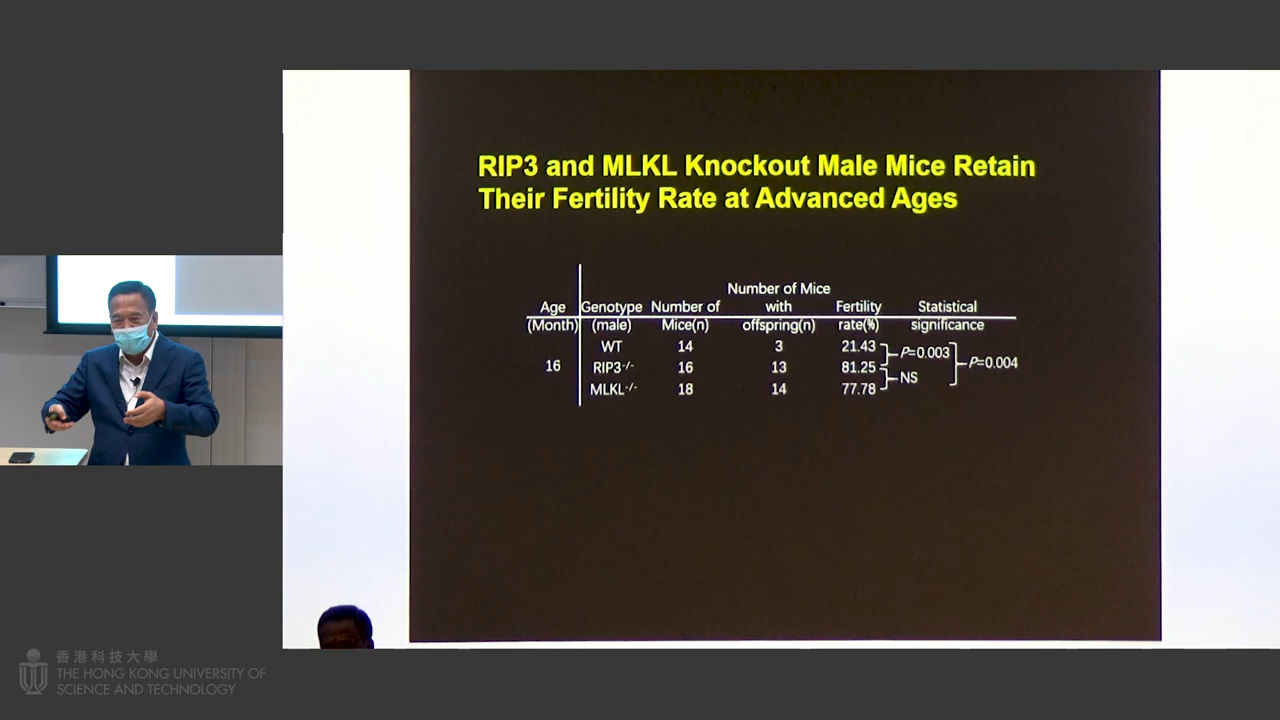 RIP3 and MLKL Knockout Male Mice Retain
Their Fertility Rate at Advanced Ages
Age (Month)
Genotype (male)
Number of Mice(n)
Number of Mice with offspring(n)
Fertility rate(%)
Statistical significance
16
WT 14 3 21.43
RIP3-/- 16 13 81.25
MLKL-/- 18 14 77.78
P=0.003
NS
P=0.004
香港科技大學
THE HONG KONG UNIVERSITY OF
SCIENCE AND TECHNOLOGY